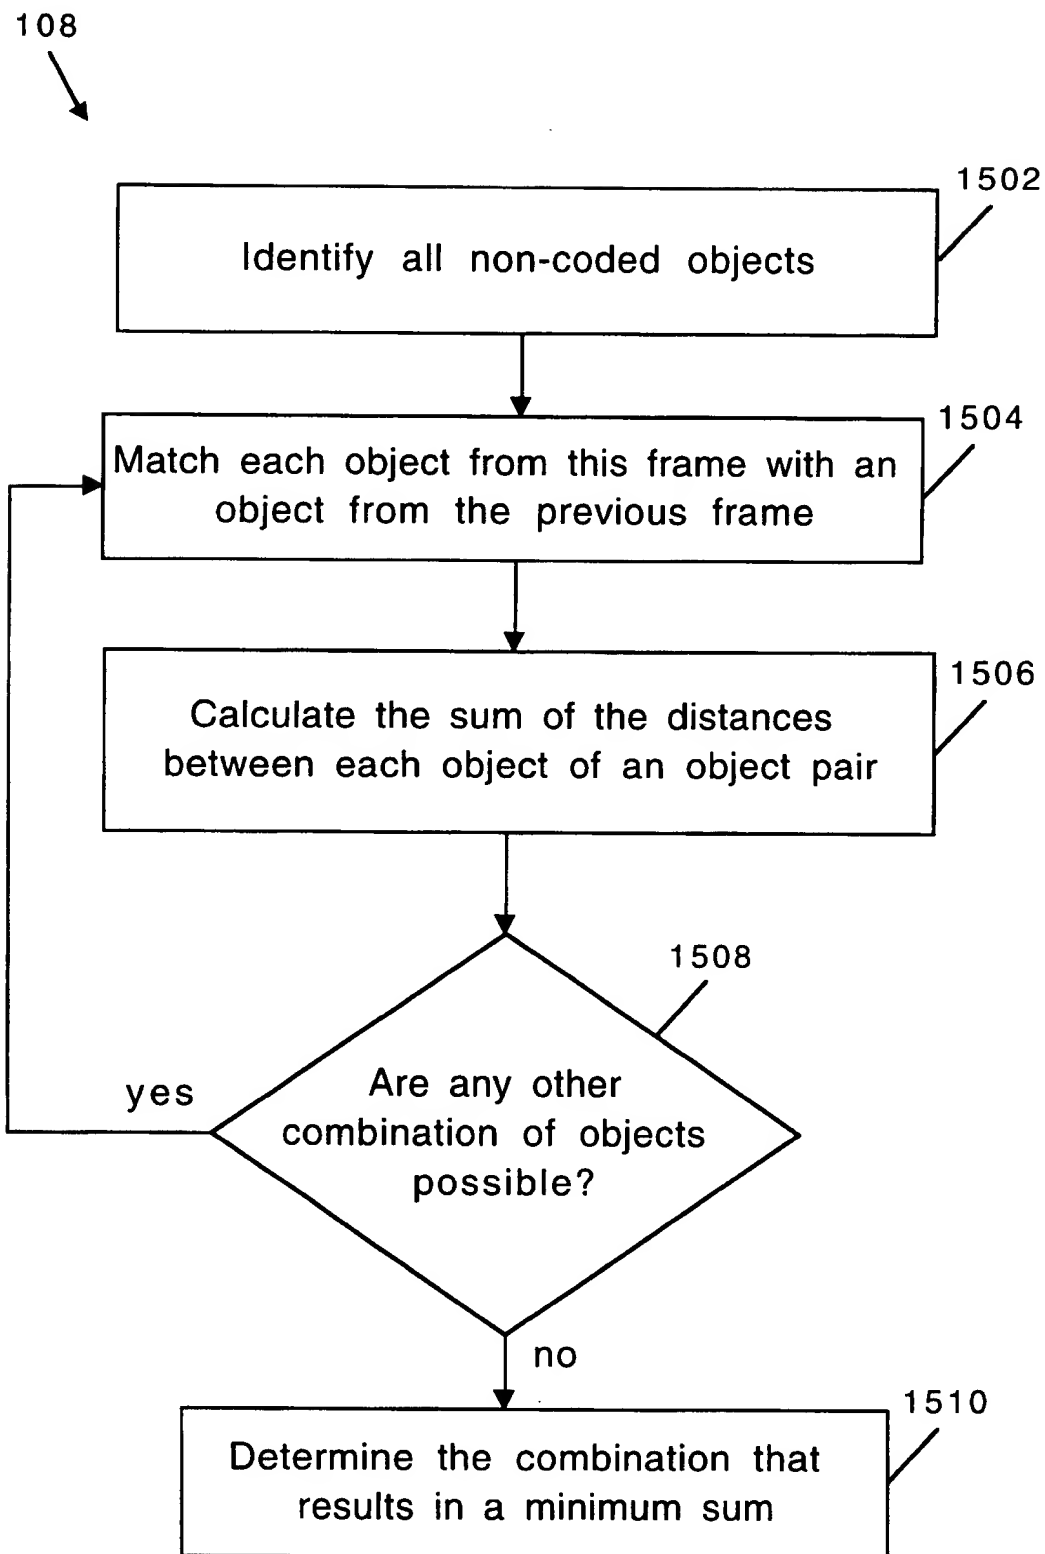 108
1502
Identify all non-coded objects
1504
Match each object from this frame with an
object from the previous frame
1506
Calculate the sum of the distances
between each object of an object pair
1508
Are any other
combination of objects
possible?
yes
no
1510
Determine the combination that
results in a minimum sum